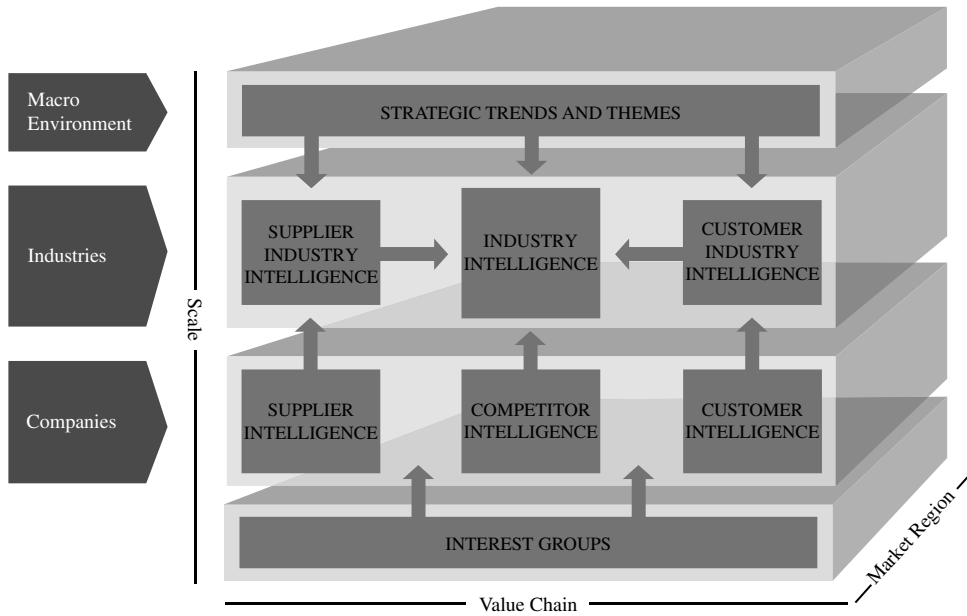 Macro
Environment
STRATEGIC TRENDS AND THEMES
Industries
SUPPLIER
INDUSTRY
INTELLIGENCE
INDUSTRY
INTELLIGENCE
CUSTOMER
INDUSTRY
INTELLIGENCE
Scale
Companies
SUPPLIER
INTELLIGENCE
COMPETITOR
INTELLIGENCE
CUSTOMER
INTELLIGENCE
INTEREST GROUPS
Market Region
Value Chain